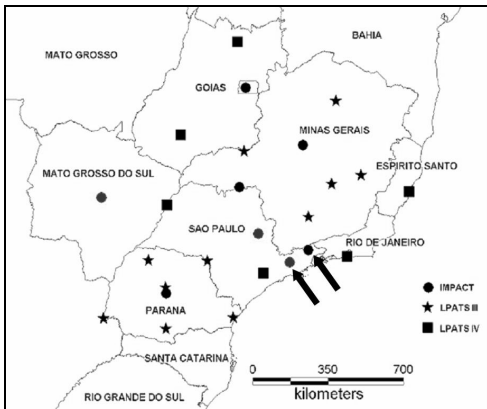 BAHIA
MATO GROSSO
GOIAS
MINAS GERAIS
ESPIRITO SANTO
MATO GROSSO DO SUL
SAO PAULO
RIO DE JANEIRO
IMPACT
LPATS III
PARANA
LPATS IV
SANTA CATARINA
0 350 700
kilometers
RIO GRANDE DO SUL